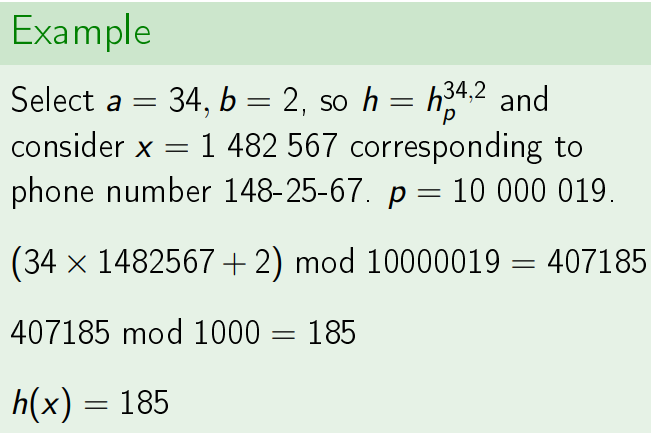 Example
Select a = 34, b = 2, so h = h_p^{34,2} and
consider x = 1 482 567 corresponding to
phone number 148-25-67. p = 10 000 019.
(34 × 1482567 + 2) mod 10000019 = 407185
407185 mod 1000 = 185
h(x) = 185